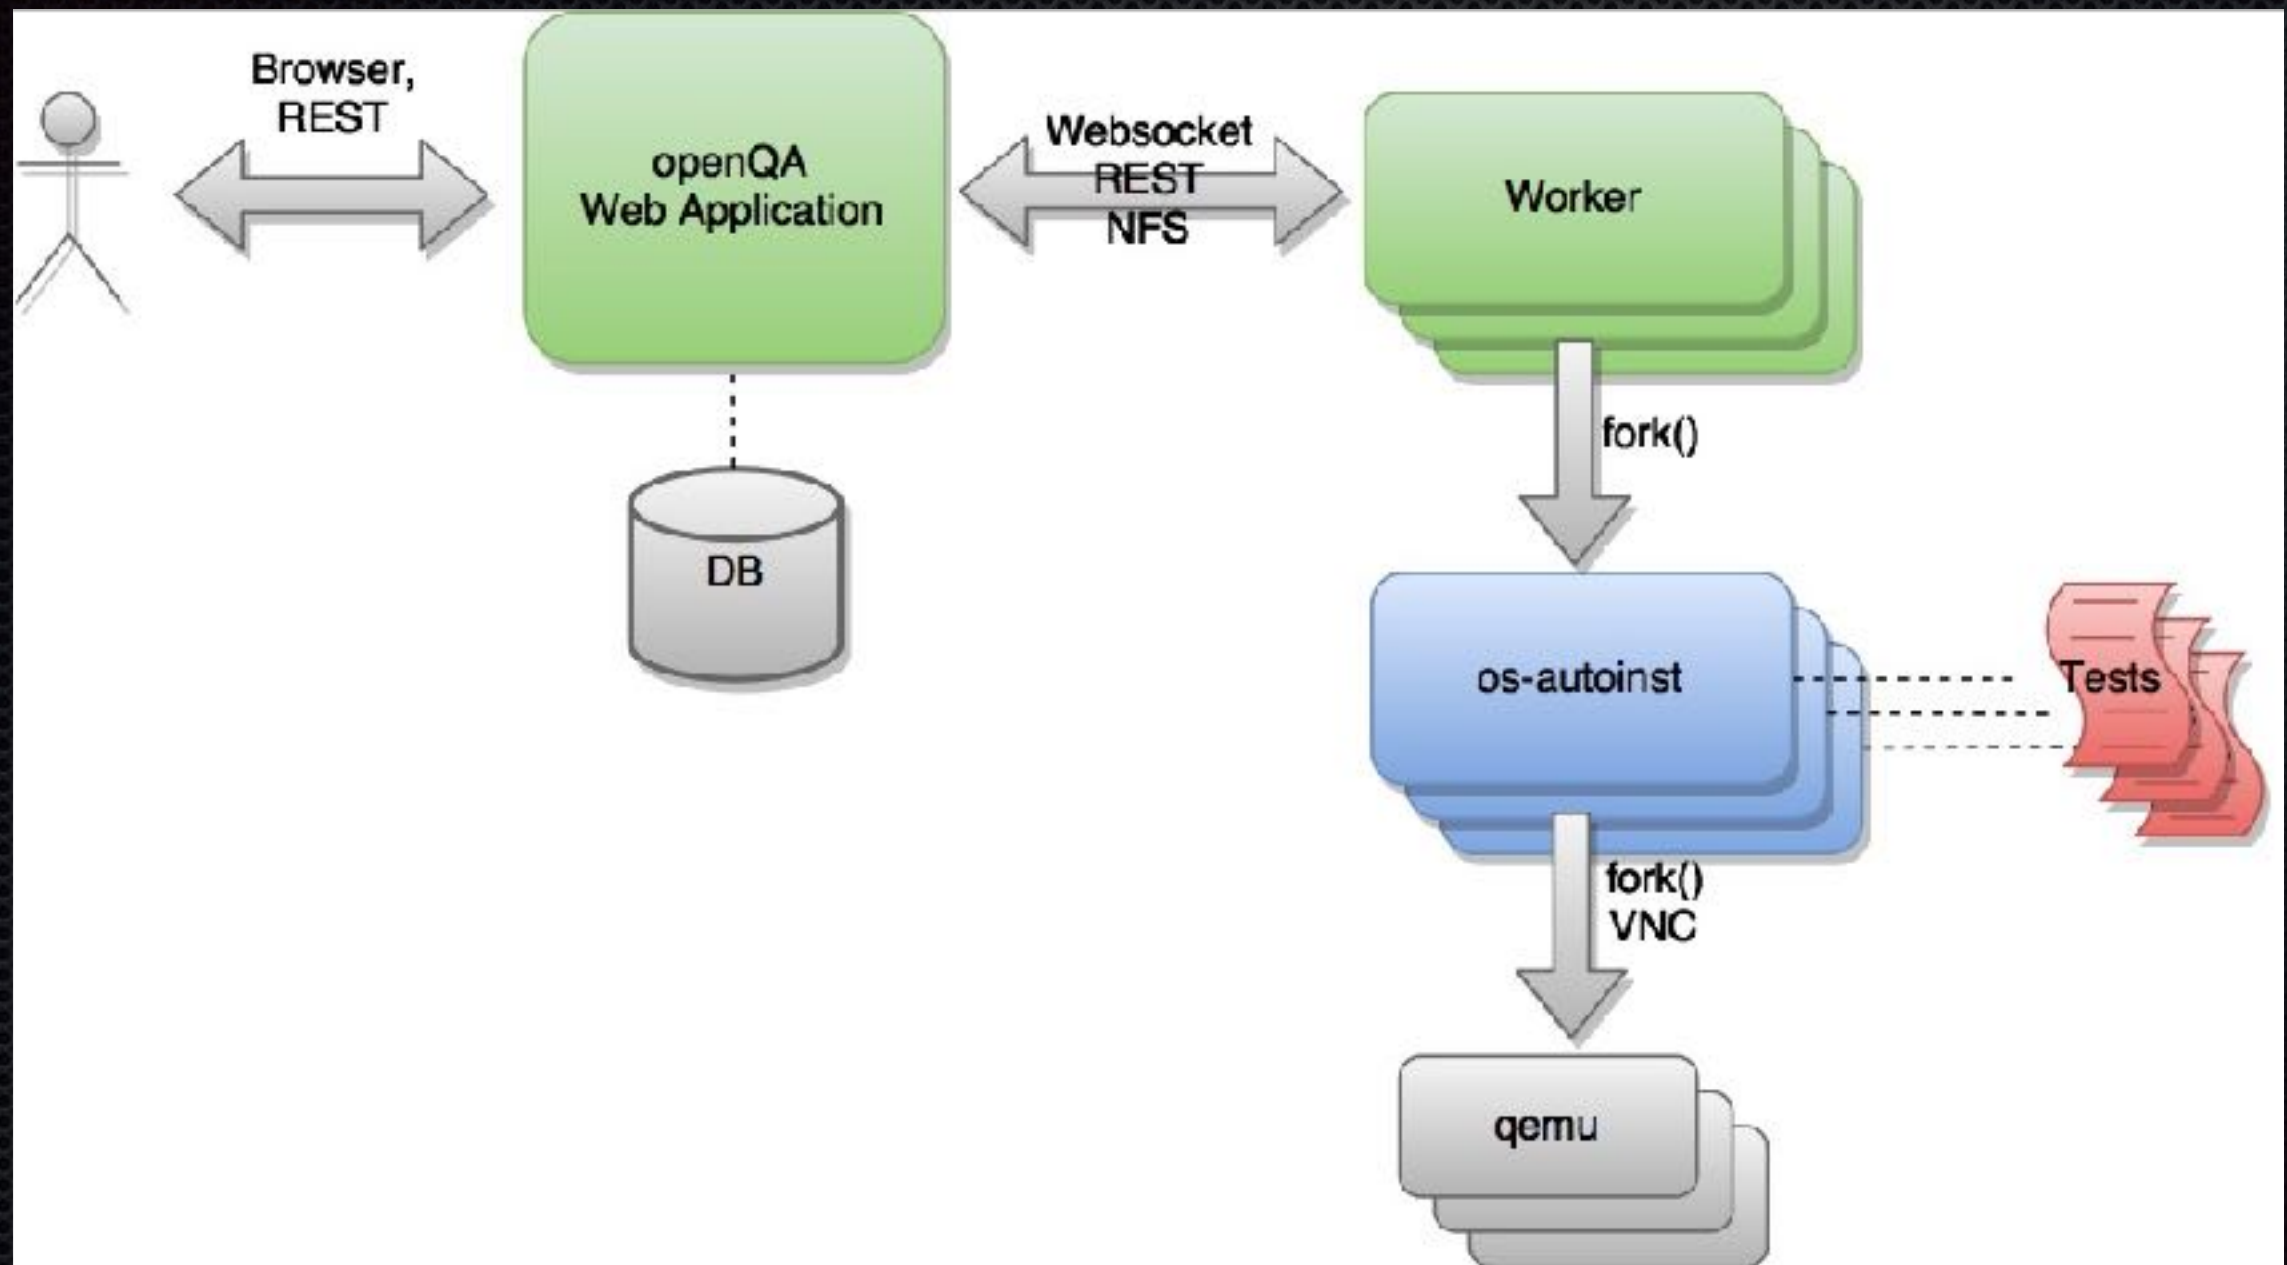 Browser,
REST
openQA
Web Application
Websocket
REST
NFS
Worker
fork()
DB
os-autoinst
Tests
fork()
VNC
qemu